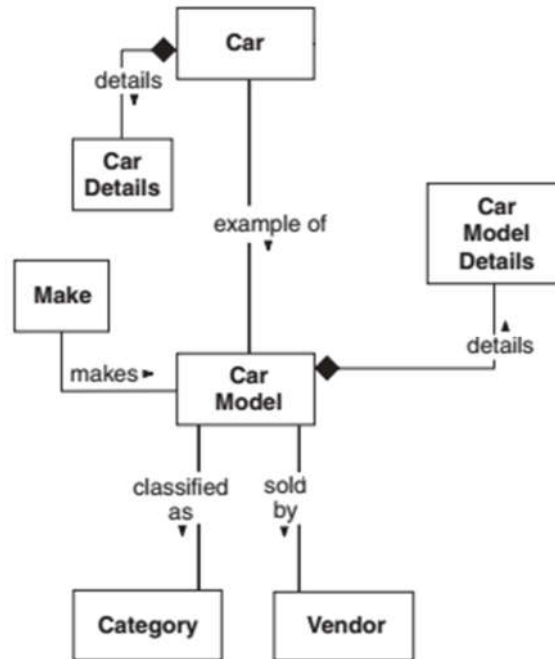 Car
details
Car
Details
example of
Car
Model
Details
Make
makes
details
Car
Model
classified
as
sold
by
Category
Vendor